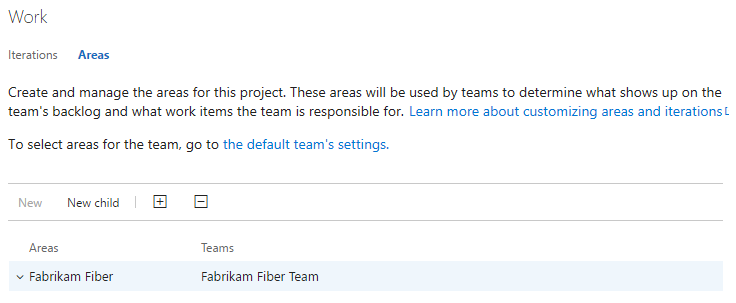 Work
Iterations Areas
Create and manage the areas for this project. These areas will be used by teams to determine what shows up on the
team's backlog and what work items the team is responsible for. Learn more about customizing areas and iterations
To select areas for the team, go to the default team's settings.
New New child
Areas Teams
Fabrikam Fiber Fabrikam Fiber Team